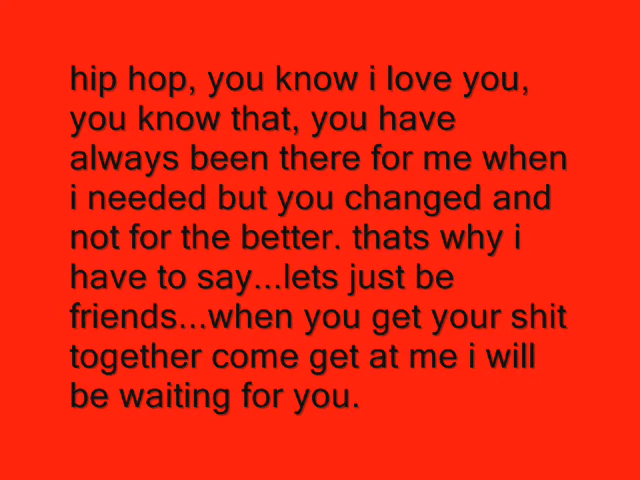 hip hop, you know i love you,
you know that, you have
always been there for me when
i needed but you changed and
not for the better. thats why i
have to say...lets just be
friends...when you get your shit
together come get at me i will
be waiting for you.